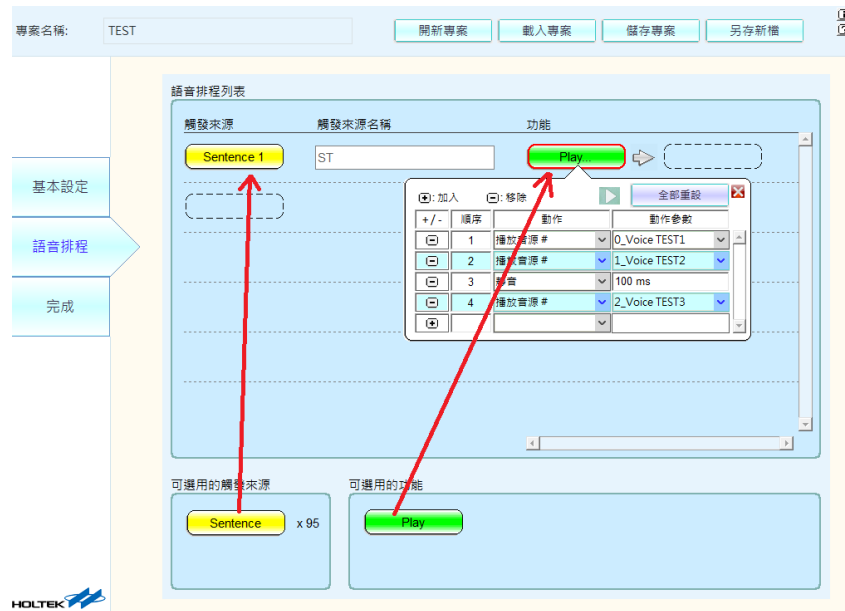 專案名稱: TEST 開新專案 載入專案 儲存專案 另存新檔
語音排程列表
觸發來源 觸發來源名稱 功能
Sentence 1 ST Play...
基本設定
語音排程
完成
+: 加入 -: 移除 全部重設
+/- 順序 動作 動作參數
- 1 播放音源 # 0_Voice TEST1
- 2 播放音源 # 1_Voice TEST2
- 3 靜音 100 ms
- 4 播放音源 # 2_Voice TEST3
+
可選用的觸發來源 可選用的功能
Sentence x 95 Play
HOLTEK